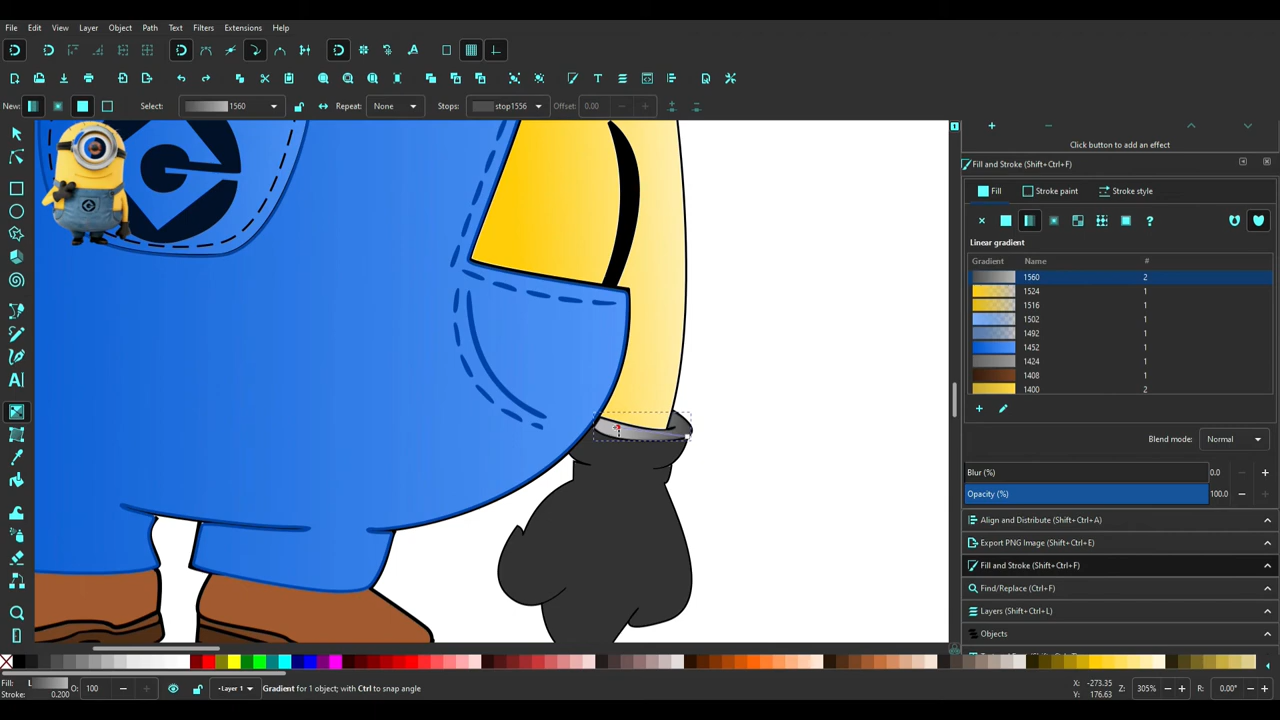 File Edit View Layer Object Path Text Filters Extensions Help
New: Select: 1560 Repeat: None Stops: stop1556 Offset: 0.00
Click button to add an effect
Fill and Stroke (Shift+Ctrl+F)
Fill Stroke paint Stroke style
Linear gradient
Gradient Name #
1560 2
1524 1
1516 1
1502 1
1492 1
1452 1
1424 1
1408 1
1400 2
Blend mode: Normal
Blur (%) 0.0
Opacity (%) 100.0
Align and Distribute (Shift+Ctrl+A)
Export PNG Image (Shift+Ctrl+E)
Fill and Stroke (Shift+Ctrl+F)
Find/Replace (Ctrl+F)
Layers (Shift+Ctrl+L)
Objects
Fill: L
Stroke: 0.200
O: 100
Layer 1
Gradient for 1 object; with Ctrl to snap angle
X: -273.35
Y: 176.63
Z: 305%
R: 0.00°